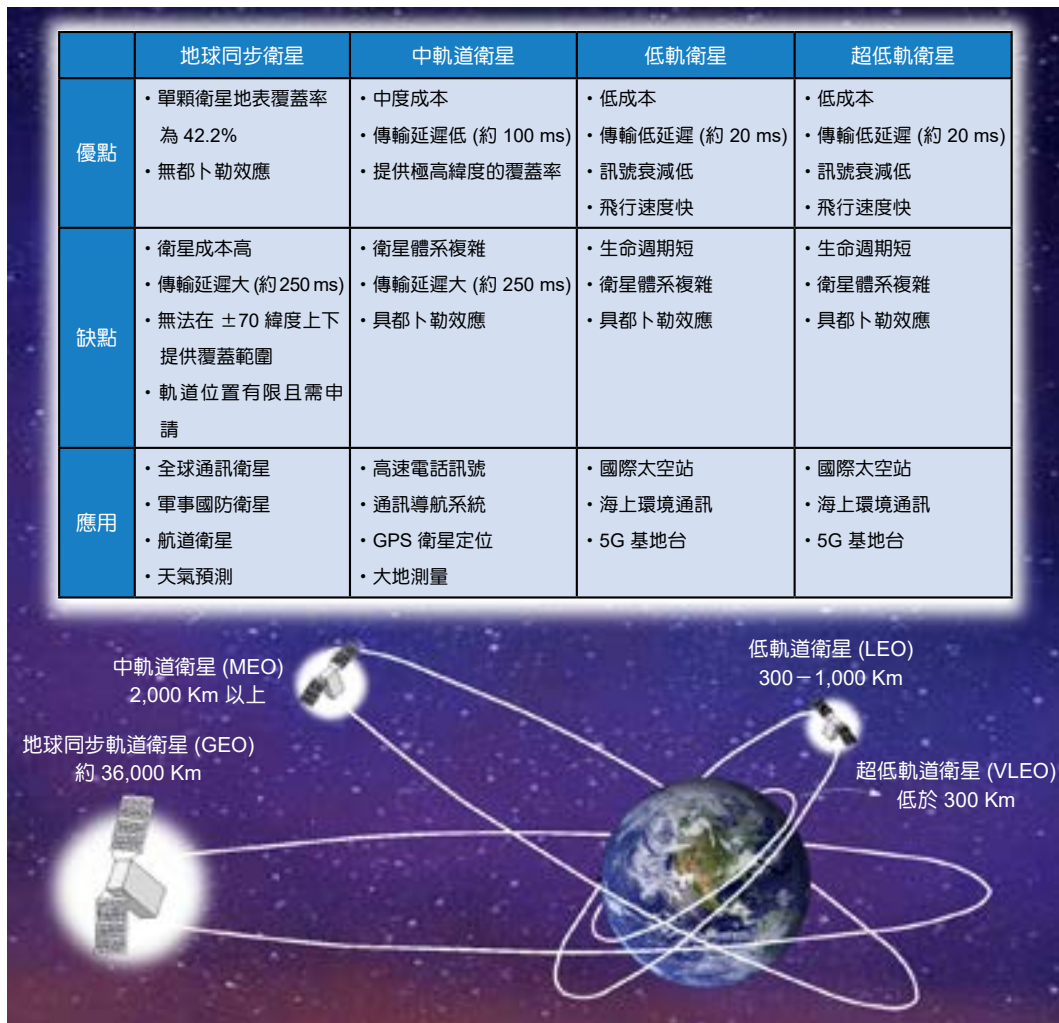 地球同步衛星 中軌道衛星 低軌衛星 超低軌衛星
優點
・單顆衛星地表覆蓋率
為 42.2%
・無都卜勒效應
・中度成本
・傳輸延遲低 (約 100 ms)
・提供極高緯度的覆蓋率
・低成本
・傳輸低延遲 (約 20 ms)
・訊號衰減低
・飛行速度快
・低成本
・傳輸低延遲 (約 20 ms)
・訊號衰減低
・飛行速度快
缺點
・衛星成本高
・傳輸延遲大 (約 250 ms)
・無法在 ±70 緯度上下
提供覆蓋範圍
・軌道位置有限且需申
請
・衛星體系複雜
・傳輸延遲大 (約 250 ms)
・具都卜勒效應
・生命週期短
・衛星體系複雜
・具都卜勒效應
・生命週期短
・衛星體系複雜
・具都卜勒效應
應用
・全球通訊衛星
・軍事國防衛星
・航道衛星
・天氣預測
・高速電話訊號
・通訊導航系統
・GPS 衛星定位
・大地測量
・國際太空站
・海上環境通訊
・5G 基地台
・國際太空站
・海上環境通訊
・5G 基地台
中軌道衛星 (MEO)
2,000 Km 以上
低軌道衛星 (LEO)
300－1,000 Km
地球同步軌道衛星 (GEO)
約 36,000 Km
超低軌道衛星 (VLEO)
低於 300 Km